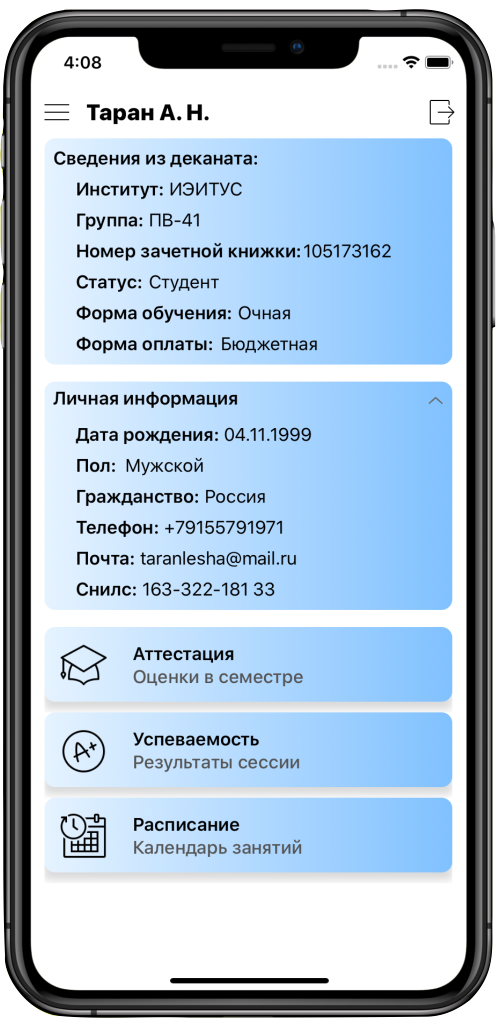 4:08
Таран А. Н.
Сведения из деканата:
Институт: ИЭИТУС
Группа: ПВ-41
Номер зачетной книжки:105173162
Статус: Студент
Форма обучения: Очная
Форма оплаты: Бюджетная
Личная информация
Дата рождения: 04.11.1999
Пол: Мужской
Гражданство: Россия
Телефон: +79155791971
Почта: taranlesha@mail.ru
Снилс: 163-322-181 33
Аттестация
Оценки в семестре
A+
Успеваемость
Результаты сессии
Расписание
Календарь занятий